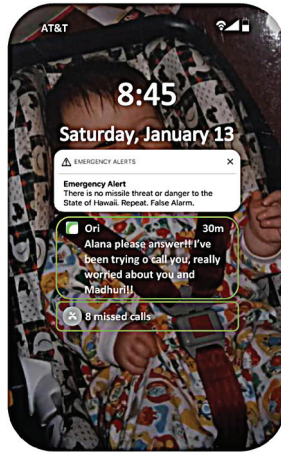 AT&T
8:45
Saturday, January 13
EMERGENCY ALERTS
Emergency Alert
There is no missile threat or danger to the
State of Hawaii. Repeat. False Alarm.
Ori 30m
Alana please answer!! I've
been trying o call you, really
worried about you and
Madhuri!!
8 missed calls